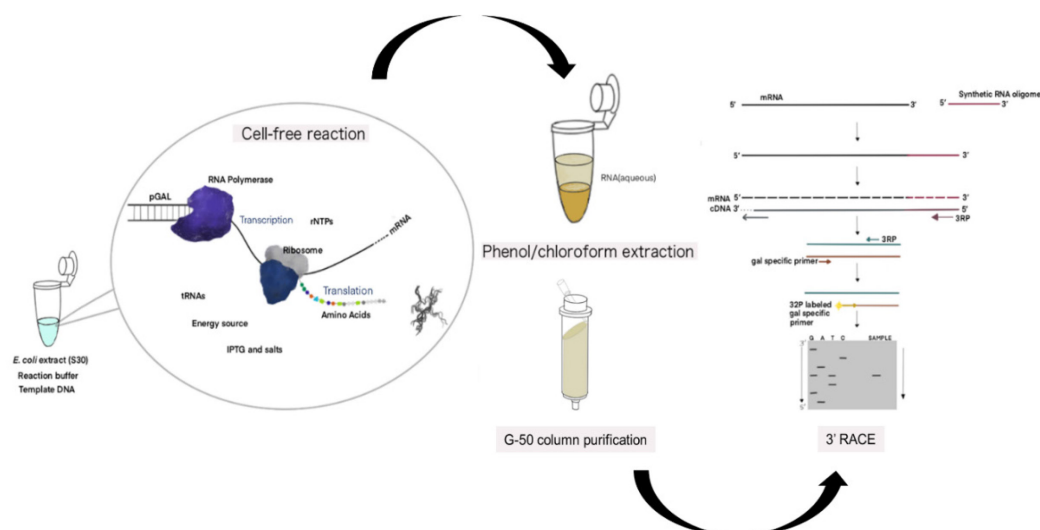 Cell-free reaction
pGAL
RNA Polymerase
Transcription
rNTPs
mRNA
Ribosome
tRNAs
Translation
Amino Acids
Energy source
IPTG and salts
E. coli extract (S30)
Reaction buffer
Template DNA
RNA(aqueous)
Phenol/chloroform extraction
G-50 column purification
mRNA
Synthetic RNA oligome
5' 3' 5' 3'
5' 3'
mRNA 5' 3'
cDNA 3' 5'
3RP
3RP
gal specific primer
32P labeled
gal specific
primer
G A T C SAMPLE
3'
5'
3' RACE